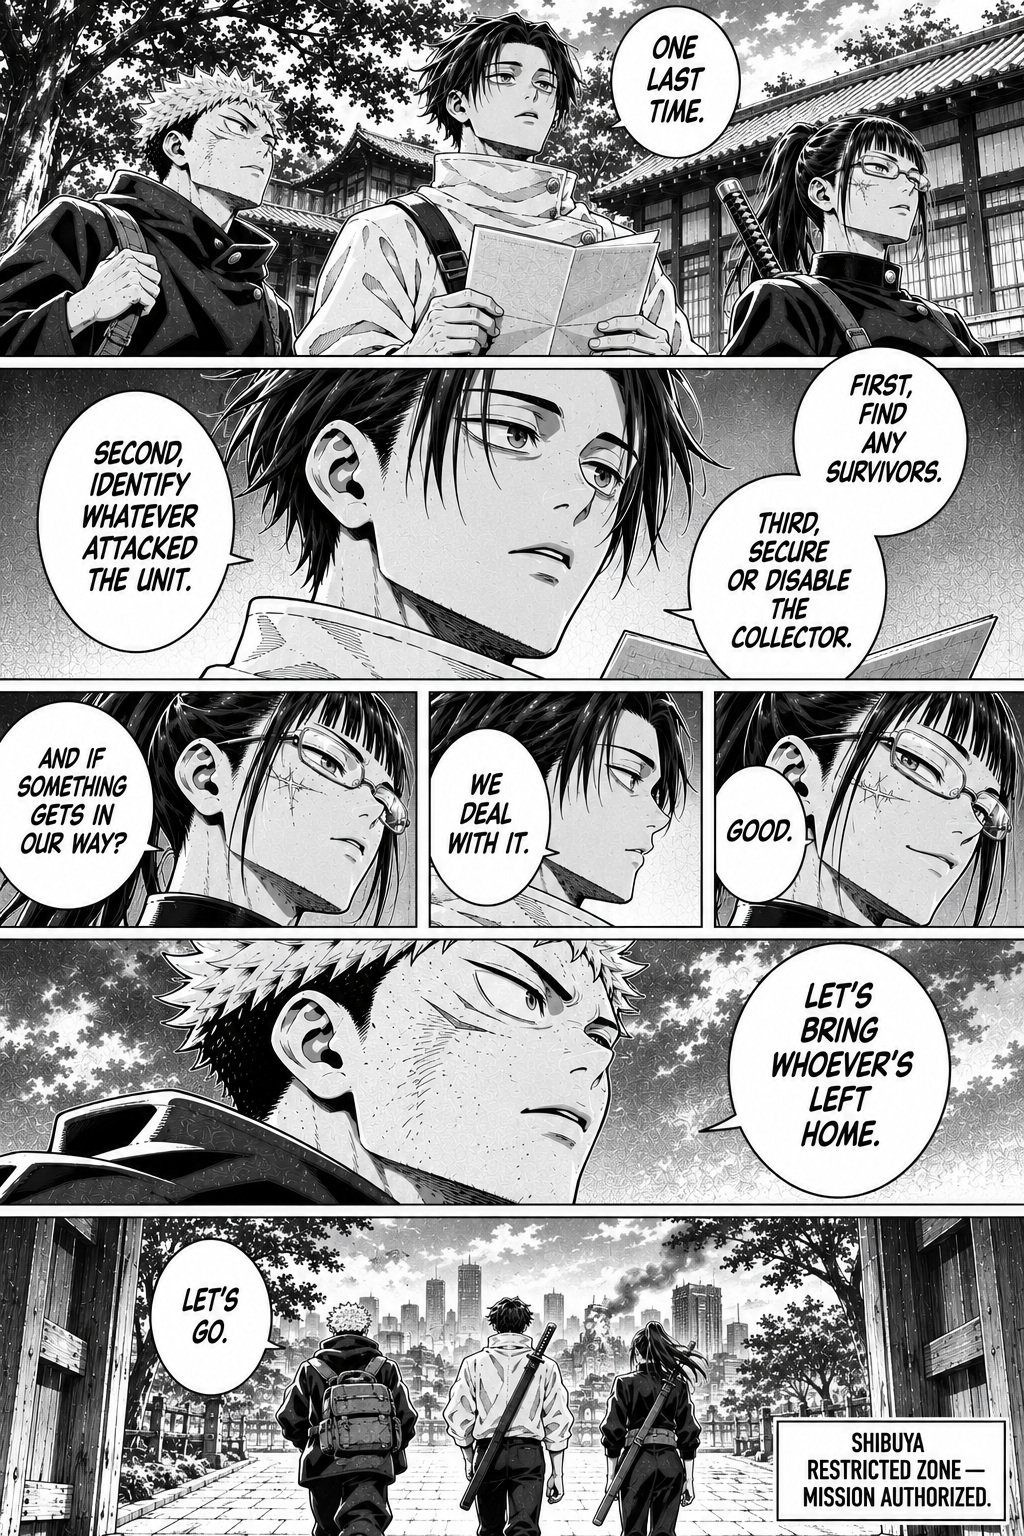 ONE
LAST
TIME.
FIRST,
FIND
ANY
SURVIVORS.
SECOND,
IDENTIFY
WHATEVER
ATTACKED
THE UNIT.
THIRD,
SECURE
OR DISABLE
THE
COLLECTOR.
AND IF
SOMETHING
GETS IN
OUR WAY?
WE
DEAL
WITH IT.
GOOD.
LET'S
BRING
WHOEVER'S
LEFT
HOME.
LET'S
GO.
SHIBUYA
RESTRICTED ZONE—
MISSION AUTHORIZED.